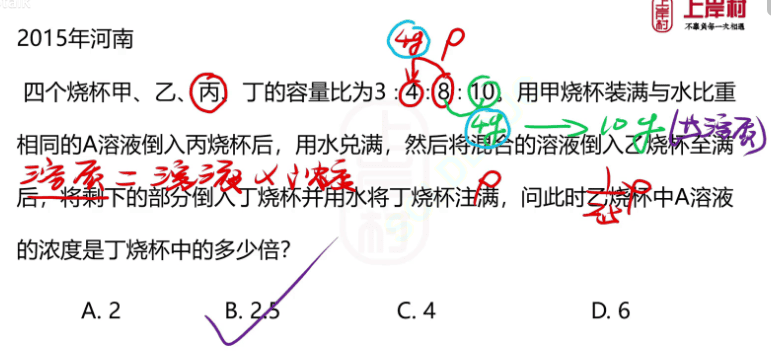 上岸村
不辜负每一次相遇
2015年河南
4g P
四个烧杯甲、乙、丙、丁的容量比为3:4:8:10。用甲烧杯装满与水比重
4g → 10g (共溶质)
相同的A溶液倒入丙烧杯后，用水兑满，然后将混合的溶液倒入乙烧杯至满
溶质=溶液×浓度 P 1/2.5 P
后，将剩下的部分倒入丁烧杯并用水将丁烧杯注满，问此时乙烧杯中A溶液
的浓度是丁烧杯中的多少倍？
A. 2 B. 2.5 C. 4 D. 6